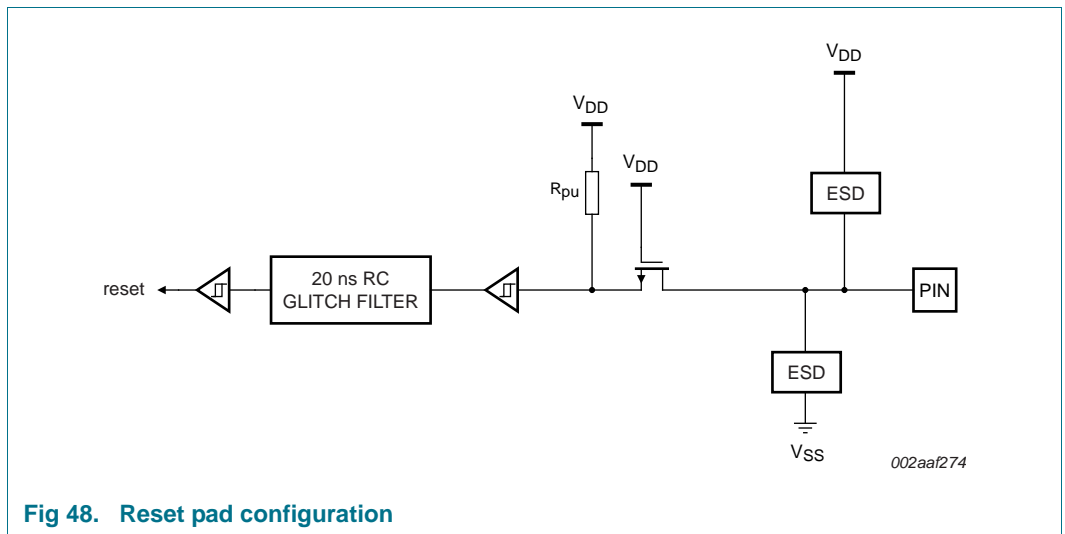 VDD
VDD
VDD
Rpu
ESD
reset
20 ns RC
GLITCH FILTER
PIN
ESD
VSS
002aaf274
Fig 48. Reset pad configuration